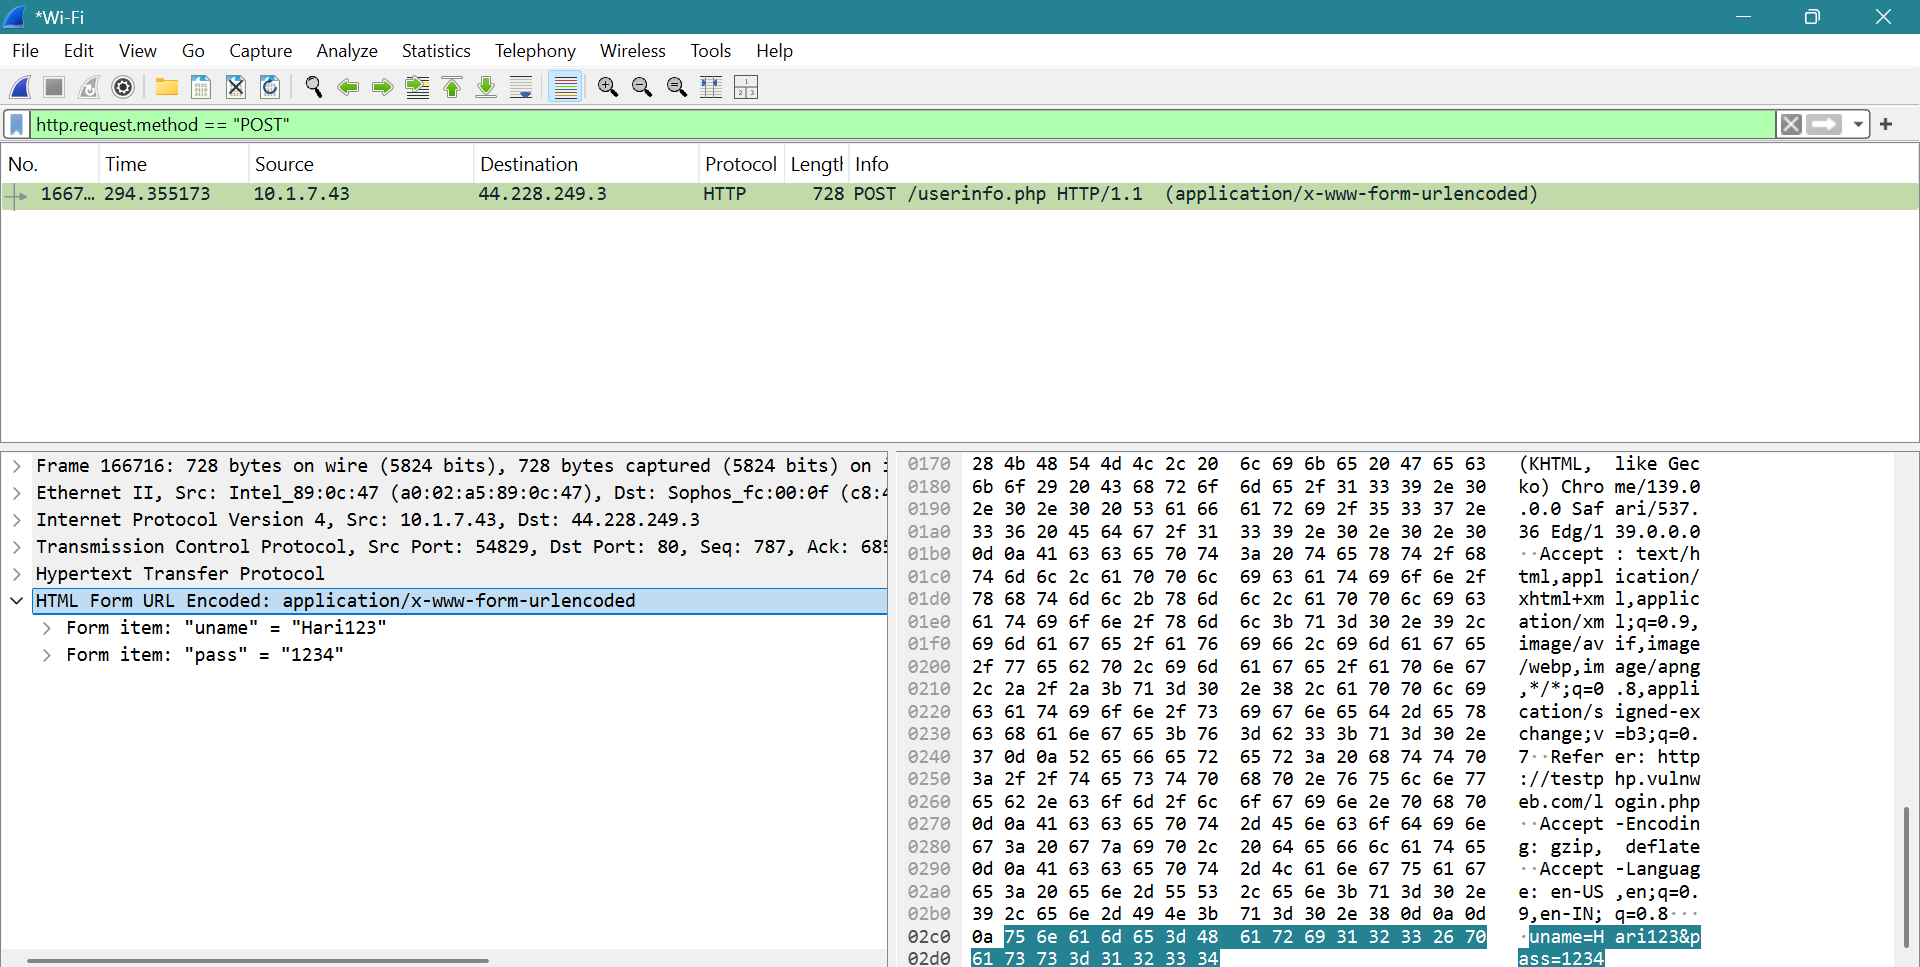 *Wi-Fi
File Edit View Go Capture Analyze Statistics Telephony Wireless Tools Help
http.request.method == "POST"
No. Time Source Destination Protocol Lengtl Info
1667… 294.355173 10.1.7.43 44.228.249.3 HTTP 728 POST /userinfo.php HTTP/1.1 (application/x-www-form-urlencoded)
Frame 166716: 728 bytes on wire (5824 bits), 728 bytes captured (5824 bits) on
Ethernet II, Src: Intel_89:0c:47 (a0:02:a5:89:0c:47), Dst: Sophos_fc:00:0f (c8:4
Internet Protocol Version 4, Src: 10.1.7.43, Dst: 44.228.249.3
Transmission Control Protocol, Src Port: 54829, Dst Port: 80, Seq: 787, Ack: 685
Hypertext Transfer Protocol
HTML Form URL Encoded: application/x-www-form-urlencoded
Form item: "uname" = "Hari123"
Form item: "pass" = "1234"
0170 28 4b 48 54 4d 4c 2c 20 6c 69 6b 65 20 47 65 63 (KHTML, like Gec
0180 6b 6f 29 20 43 68 72 6f 6d 65 2f 31 33 39 2e 30 ko) Chro me/139.0
0190 2e 30 2e 30 20 53 61 66 61 72 69 2f 35 33 37 2e .0.0 Saf ari/537.
01a0 33 36 20 45 64 67 2f 31 33 39 2e 30 2e 30 2e 30 36 Edg/1 39.0.0.0
01b0 0d 0a 41 63 63 65 70 74 3a 20 74 65 78 74 2f 68 ··Accept : text/h
01c0 74 6d 6c 2c 61 70 70 6c 69 63 61 74 69 6f 6e 2f tml,appl ication/
01d0 78 68 74 6d 6c 2b 78 6d 6c 2c 61 70 70 6c 69 63 xhtml+xm l,applic
01e0 61 74 69 6f 6e 2f 78 6d 6c 3b 71 3d 30 2e 39 2c ation/xm l;q=0.9,
01f0 69 6d 61 67 65 2f 61 76 69 66 2c 69 6d 61 67 65 image/av if,image
0200 2f 77 65 62 70 2c 69 6d 61 67 65 2f 61 70 6e 67 /webp,im age/apng
0210 2c 2a 2f 2a 3b 71 3d 30 2e 38 2c 61 70 70 6c 69 ,*/*;q=0 .8,appli
0220 63 61 74 69 6f 6e 2f 73 69 67 6e 65 64 2d 65 78 cation/s igned-ex
0230 63 68 61 6e 67 65 3b 76 3d 62 33 3b 71 3d 30 2e change;v =b3;q=0.
0240 37 0d 0a 52 65 66 65 72 65 72 3a 20 68 74 74 70 7··Refer er: http
0250 3a 2f 2f 74 65 73 74 70 68 70 2e 76 75 6c 6e 77 ://testp hp.vulnw
0260 65 62 2e 63 6f 6d 2f 6c 6f 67 69 6e 2e 70 68 70 eb.com/l ogin.php
0270 0d 0a 41 63 63 65 70 74 2d 45 6e 63 6f 64 69 6e ··Accept -Encodin
0280 67 3a 20 67 7a 69 70 2c 20 64 65 66 6c 61 74 65 g: gzip, deflate
0290 0d 0a 41 63 63 65 70 74 2d 4c 61 6e 67 75 61 67 ··Accept -Languag
02a0 65 3a 20 65 6e 2d 55 53 2c 65 6e 3b 71 3d 30 2e e: en-US ,en;q=0.
02b0 39 2c 65 6e 2d 49 4e 3b 71 3d 30 2e 38 0d 0a 0d 9,en-IN; q=0.8···
02c0 0a 75 6e 61 6d 65 3d 48 61 72 69 31 32 33 26 70 ·uname=H ari123&p
02d0 61 73 73 3d 31 32 33 34 ass=1234